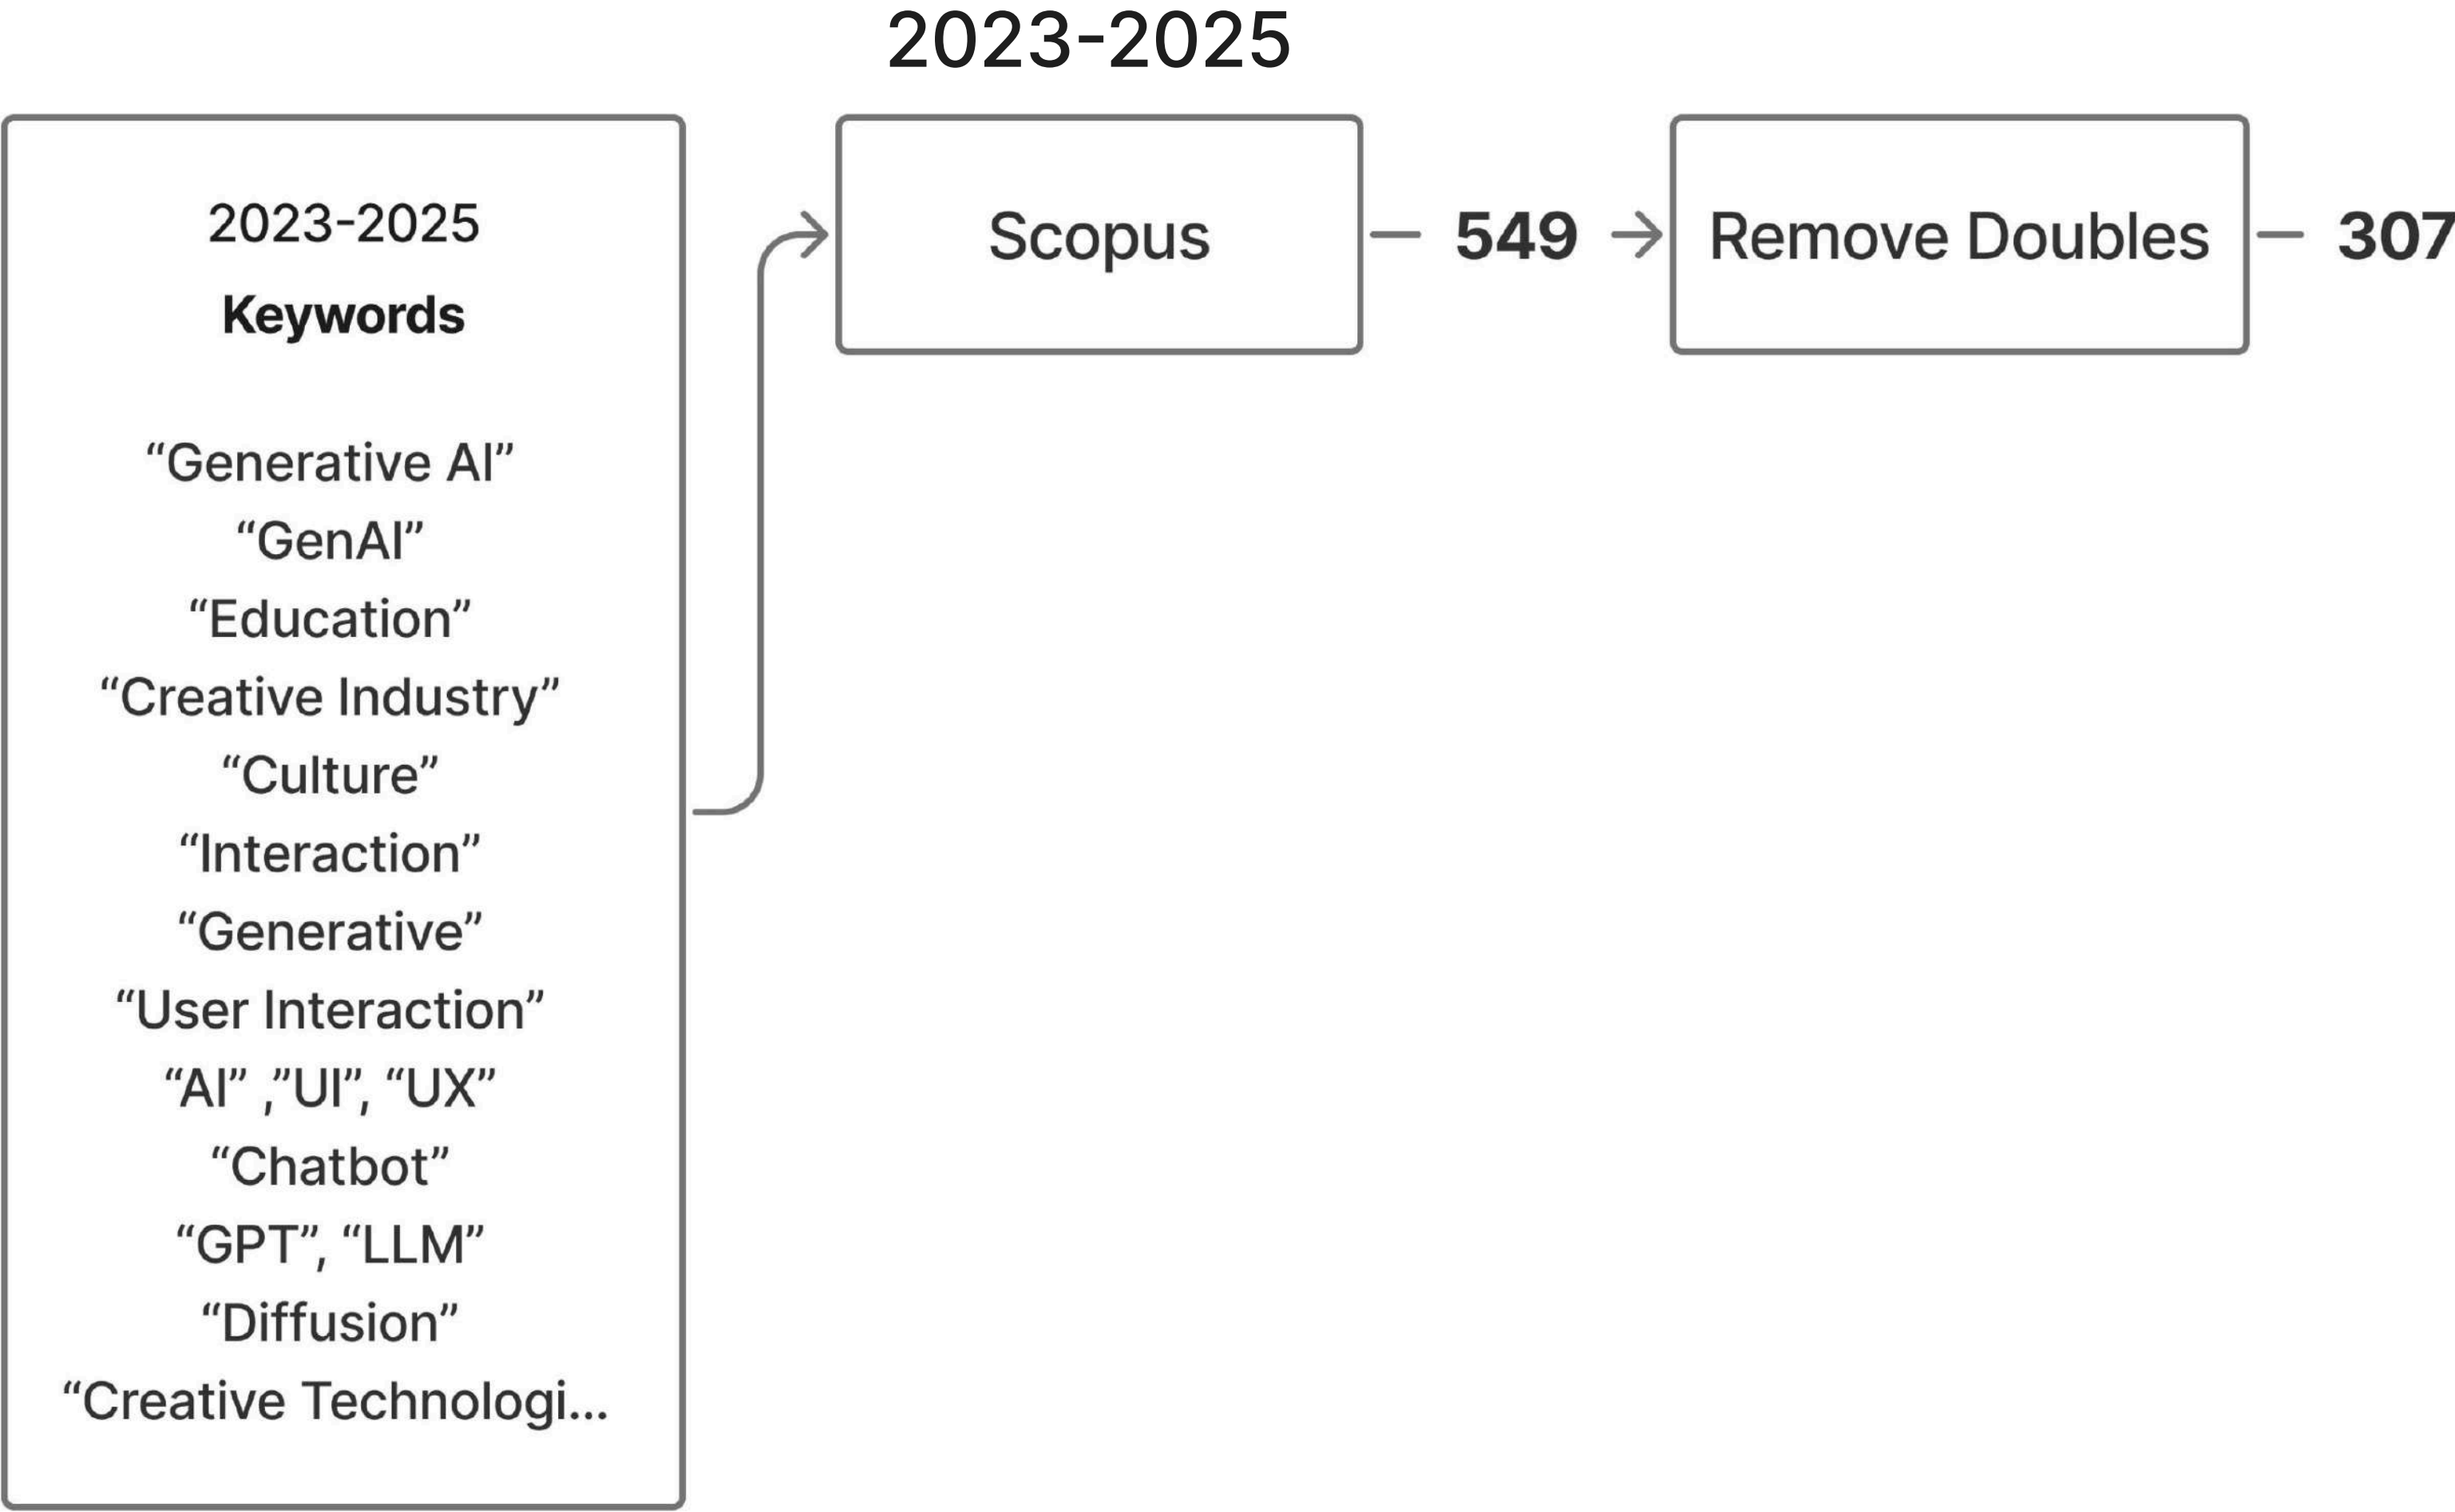 2023-2025
2023-2025
Keywords
“Generative AI”
“GenAI”
“Education”
“Creative Industry”
“Culture”
“Interaction”
“Generative”
“User Interaction”
“AI” ,”UI”, “UX”
“Chatbot”
“GPT”, “LLM”
“Diffusion”
“Creative Technologi...
Scopus
549
Remove Doubles
307